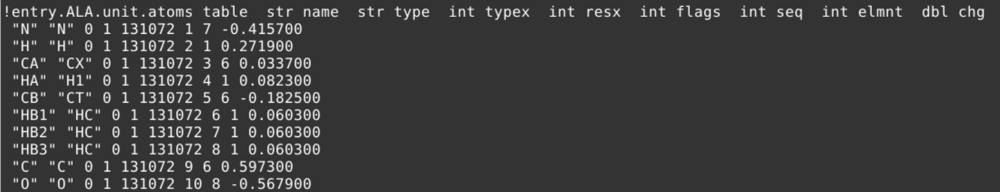 !entry.ALA.unit.atoms table  str name  str type  int typex  int resx  int flags  int seq  int elmnt  dbl chg
 "N" "N" 0 1 131072 1 7 -0.415700
 "H" "H" 0 1 131072 2 1 0.271900
 "CA" "CX" 0 1 131072 3 6 0.033700
 "HA" "H1" 0 1 131072 4 1 0.082300
 "CB" "CT" 0 1 131072 5 6 -0.182500
 "HB1" "HC" 0 1 131072 6 1 0.060300
 "HB2" "HC" 0 1 131072 7 1 0.060300
 "HB3" "HC" 0 1 131072 8 1 0.060300
 "C" "C" 0 1 131072 9 6 0.597300
 "O" "O" 0 1 131072 10 8 -0.567900